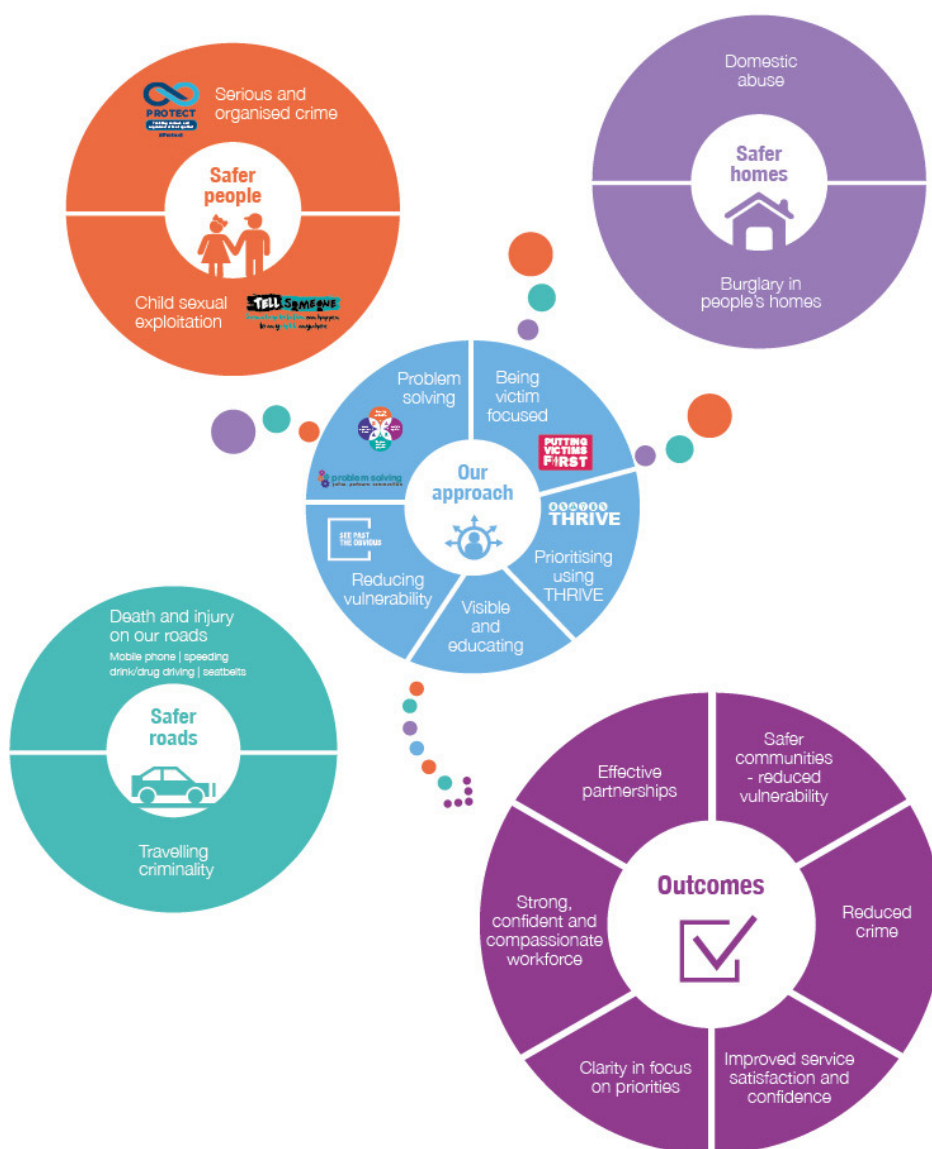 PROTECT
Serious and
organised crime
Safer
people
Child sexual
exploitation
TELL SOMEONE
Domestic
abuse
Safer
homes
Burglary in
people's homes
Problem
solving
problem solving
Being
victim
focused
PUTTING
VICTIMS
FIRST
Our
approach
THRIVE
Prioritising
using
THRIVE
SEE PAST
THE OBVIOUS
Reducing
vulnerability
Visible
and
educating
Death and injury
on our roads
Mobile phone | speeding
drink/drug driving | seatbelts
Safer
roads
Travelling
criminality
Effective
partnerships
Safer
communities
- reduced
vulnerability
Outcomes
Strong,
confident and
compassionate
workforce
Reduced
crime
Clarity in focus
on priorities
Improved service
satisfaction and
confidence